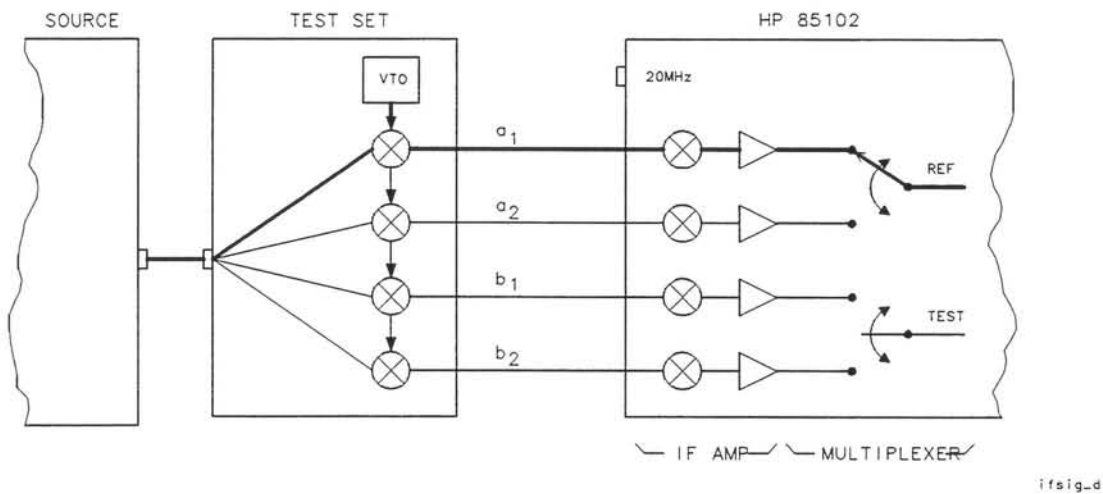 SOURCE
TEST SET
HP 85102
VTO
20MHz
a1
REF
a2
b1
TEST
b2
IF AMP
MULTIPLEXER
ifsig_d